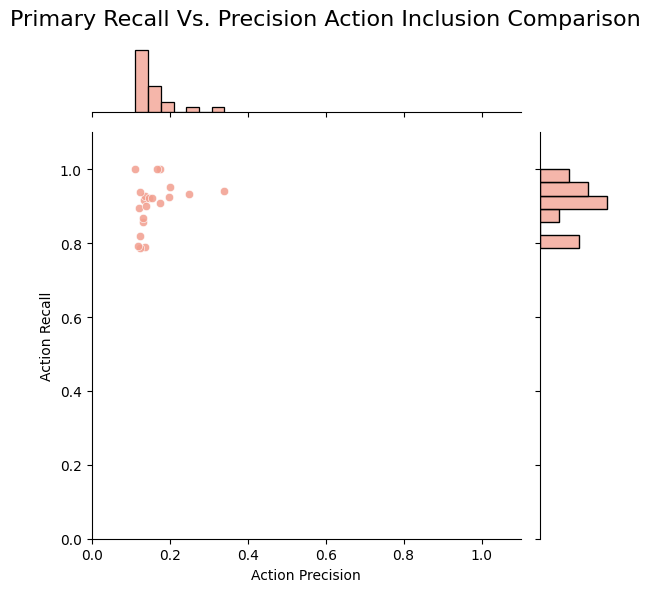 Primary Recall Vs. Precision Action Inclusion Comparison
1.0
0.8
0.6
0.4
0.2
0.0
Action Recall
0.0 0.2 0.4 0.6 0.8 1.0
Action Precision